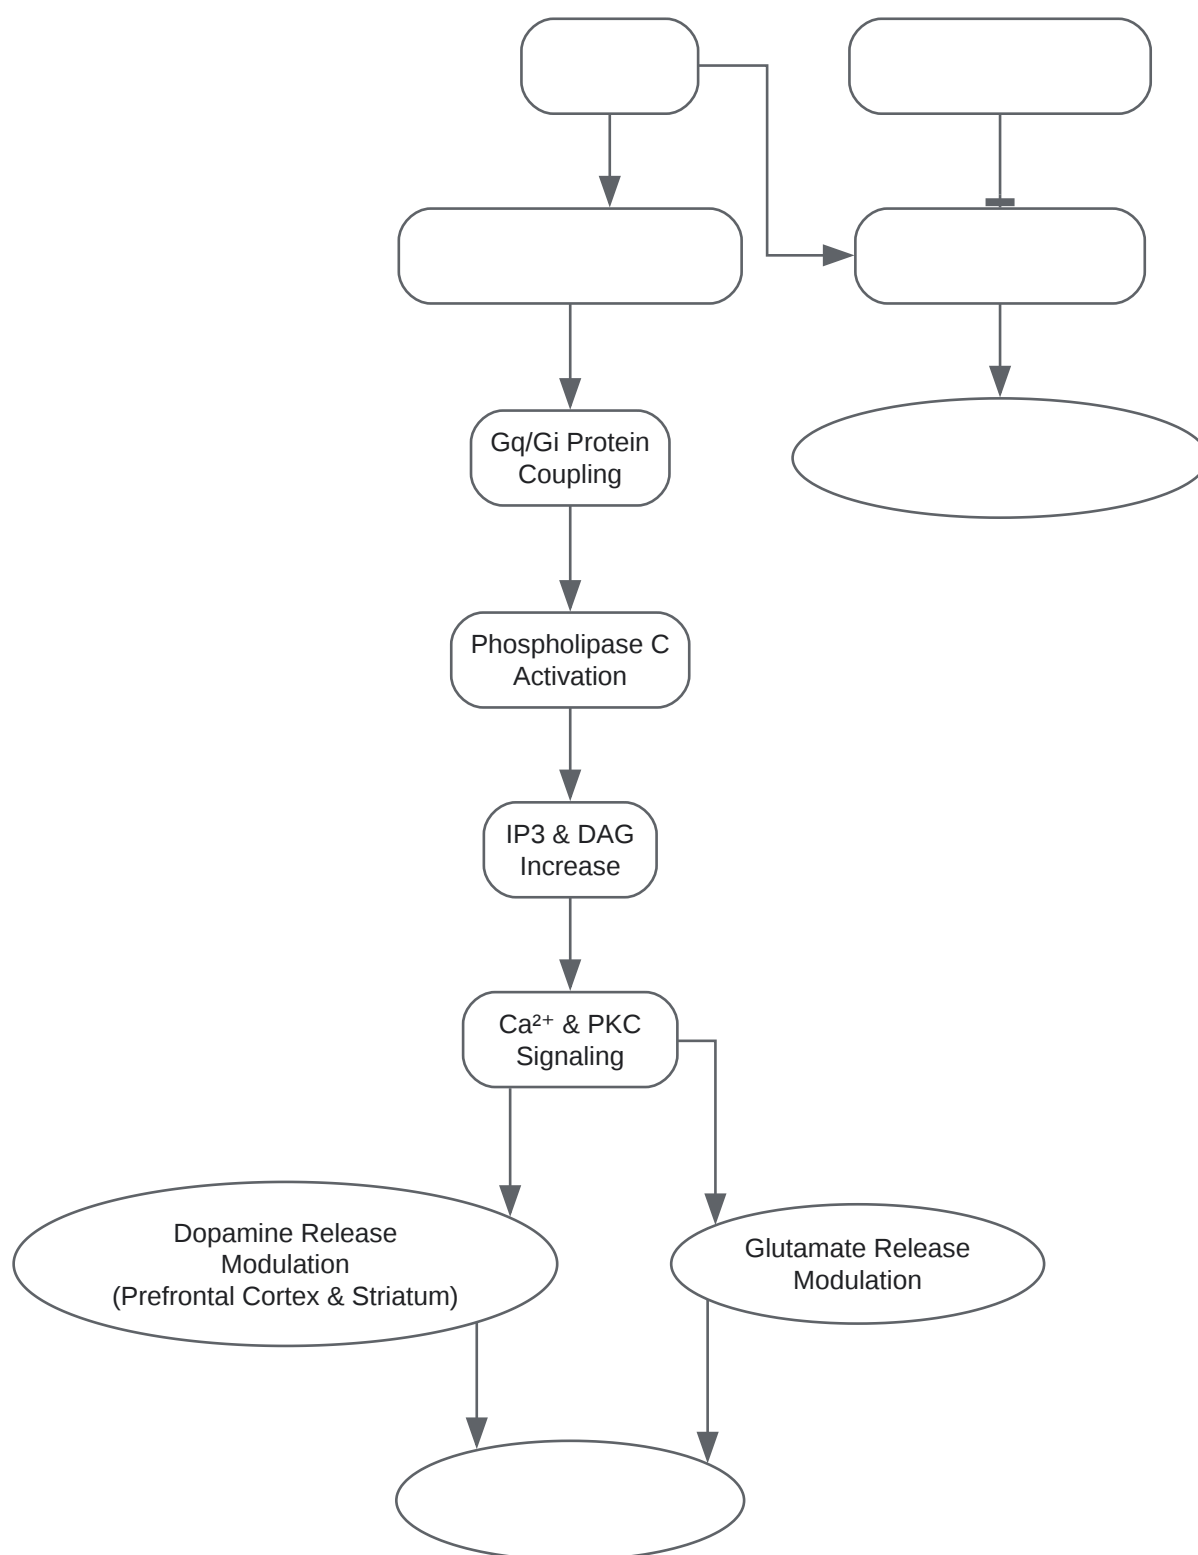 Gq/Gi Protein
Coupling
Phospholipase C
Activation
IP3 & DAG
Increase
Ca²⁺ & PKC
Signaling
Dopamine Release
Modulation
(Prefrontal Cortex & Striatum)
Glutamate Release
Modulation